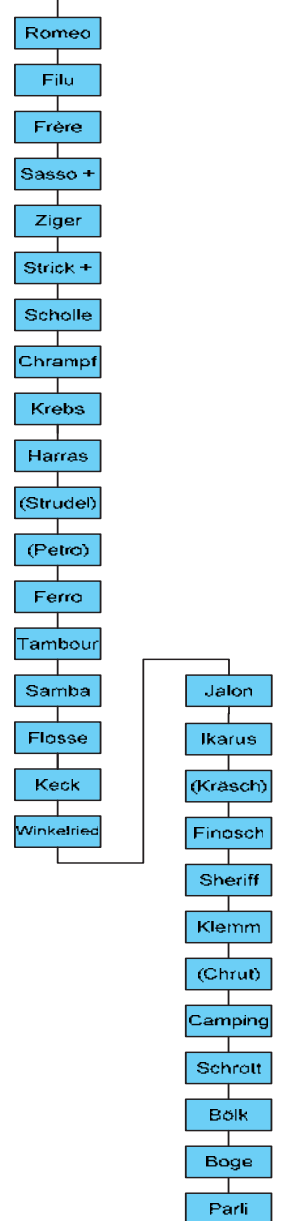 Romeo
Filu
Frère
Sasso +
Ziger
Strick +
Scholle
Chrampf
Krebs
Harras
(Strudel)
(Petro)
Ferro
Tambour
Samba
Flosse
Keck
Winkelried
Jalon
Ikarus
(Kräsch)
Finosch
Sheriff
Klemm
(Chrut)
Camping
Schrott
Bölk
Boge
Parli